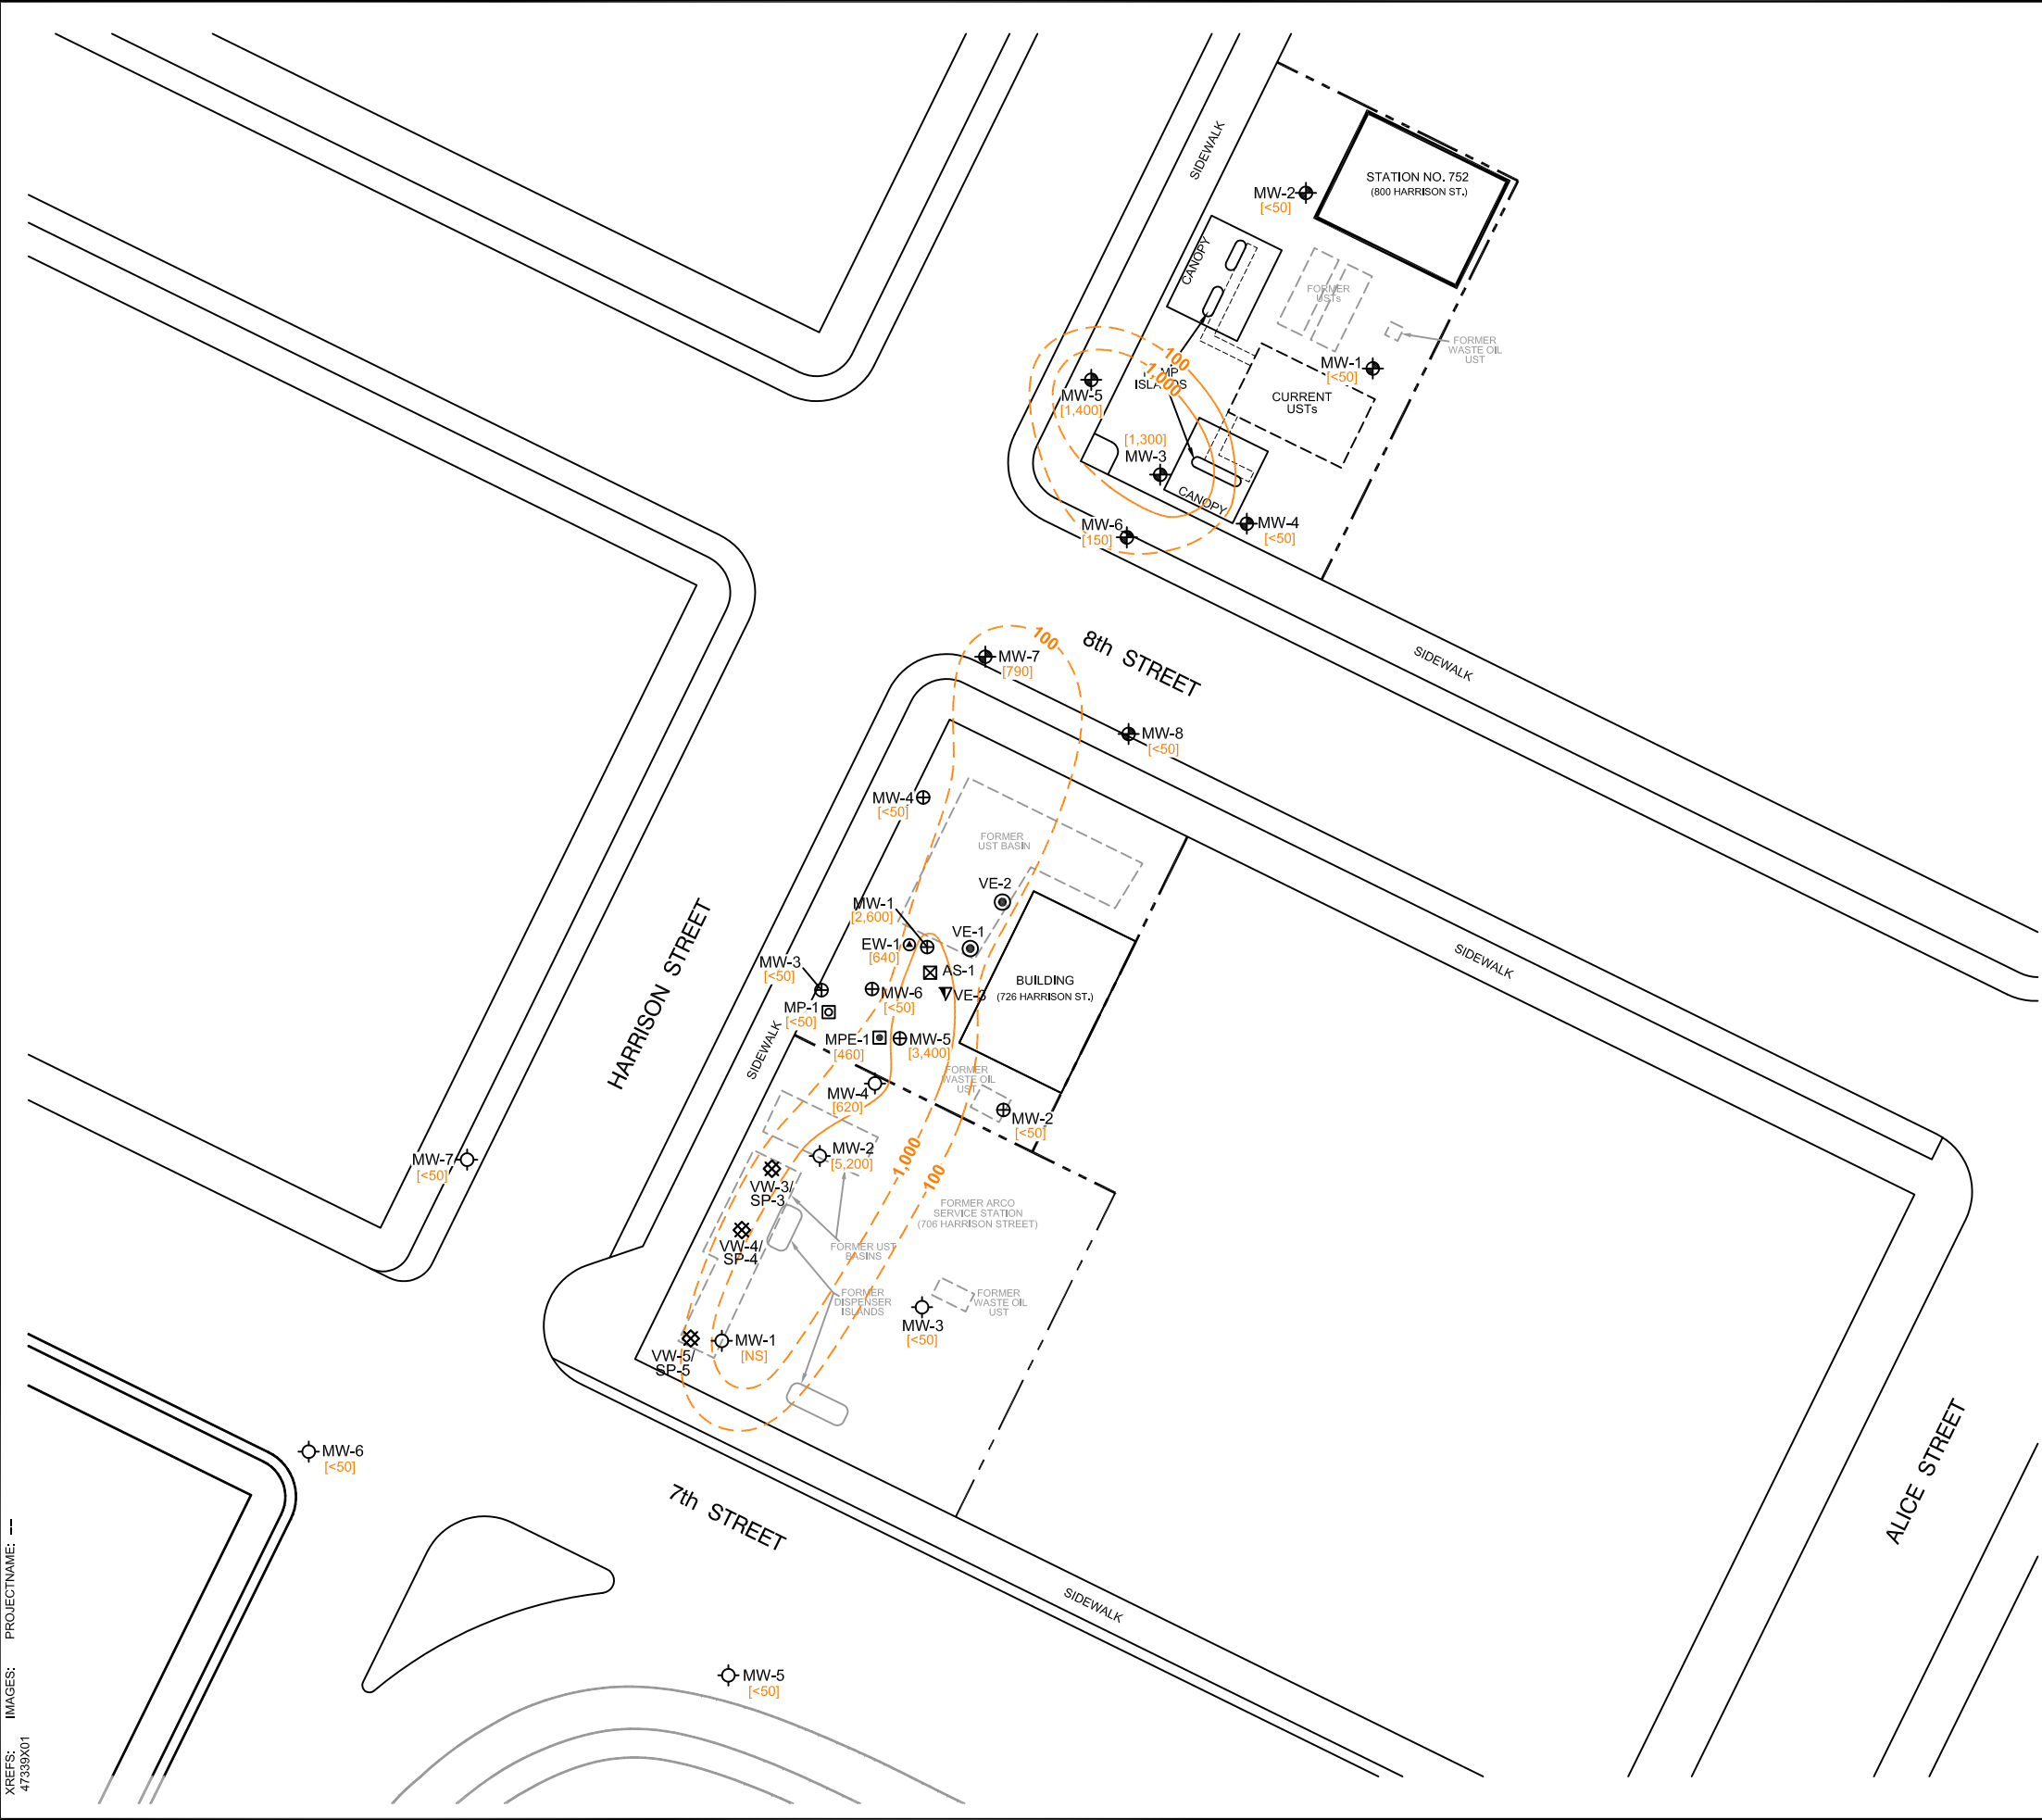 SIDEWALK
STATION NO. 752
(800 HARRISON ST.)
MW-2
[<50]
CANOPY
FORMER
USTs
FORMER
WASTE OIL
UST
MW-1
[<50]
100
1,000
ISLANDS
MW-5
[1,400]
CURRENT
USTs
[1,300]
MW-3
CANOPY
MW-6
[150]
MW-4
[<50]
100
8th STREET
MW-7
[790]
SIDEWALK
MW-8
[<50]
MW-4
[<50]
FORMER
UST BASIN
VE-2
MW-1
[2,600]
VE-1
EW-1
[640]
SIDEWALK
HARRISON STREET
MW-3
[<50]
AS-1
BUILDING
(726 HARRISON ST.)
MW-6
[<50]
VE-3
MP-1
[<50]
SIDEWALK
MPE-1
[460]
MW-5
[3,400]
FORMER
WASTE OIL
UST
MW-4
[620]
MW-2
[<50]
MW-7
[<50]
MW-2
[5,200]
1,000
100
VW-3/
SP-3
FORMER ARCO
SERVICE STATION
(706 HARRISON STREET)
VW-4/
SP-4
FORMER UST
BASINS
FORMER
DISPENSER
ISLANDS
FORMER
WASTE OIL
UST
MW-3
[<50]
MW-1
[NS]
VW-5/
SP-5
MW-6
[<50]
7th STREET
ALICE STREET
SIDEWALK
MW-5
[<50]
XREFS: IMAGES: PROJECTNAME: --
47339X01